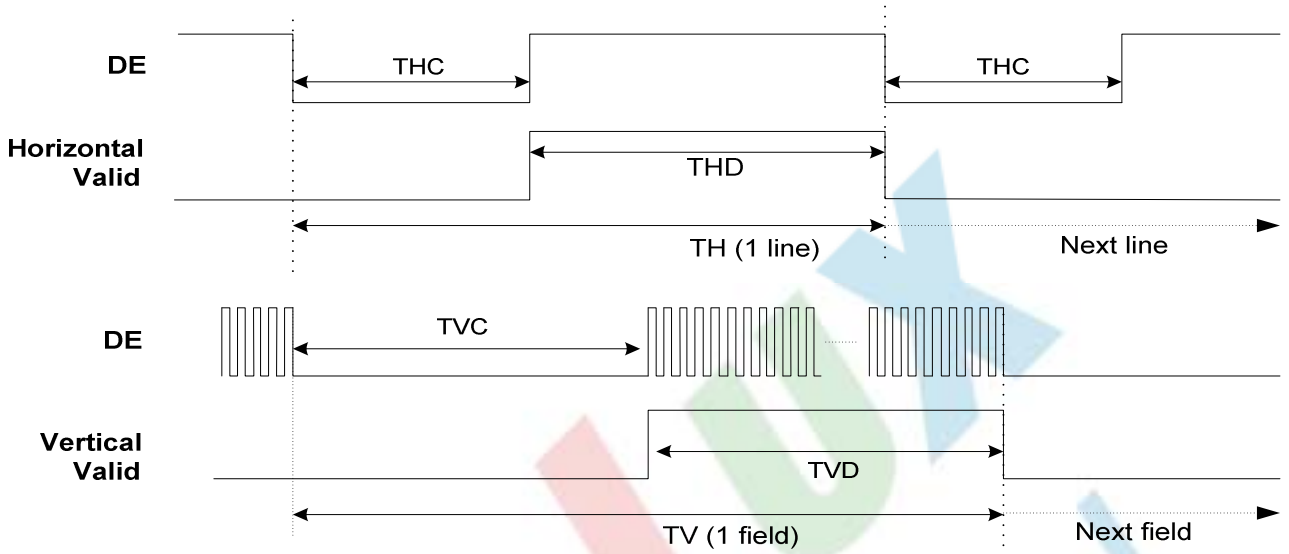 DE
THC
THC
Horizontal
Valid
THD
TH (1 line)
Next line
DE
TVC
Vertical
Valid
TVD
TV (1 field)
Next field